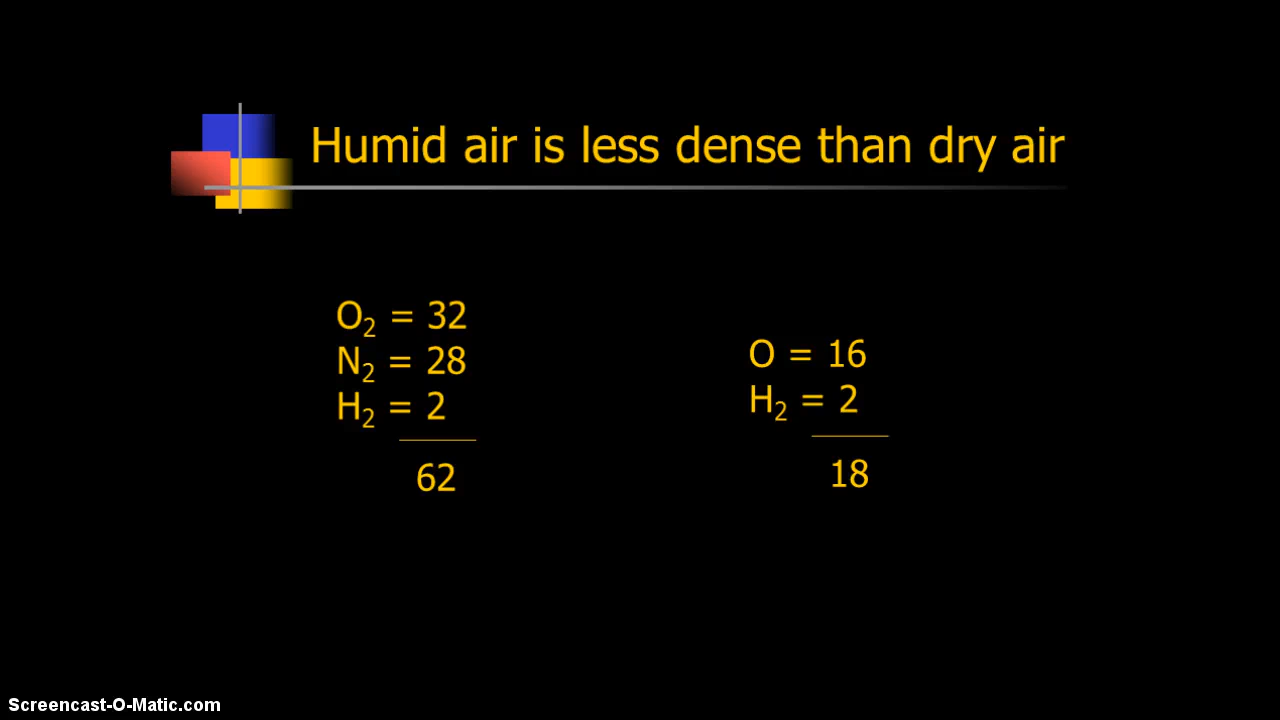 Humid air is less dense than dry air
O₂ = 32
N₂ = 28
H₂ = 2
62
O = 16
H₂ = 2
18
Screencast-O-Matic.com